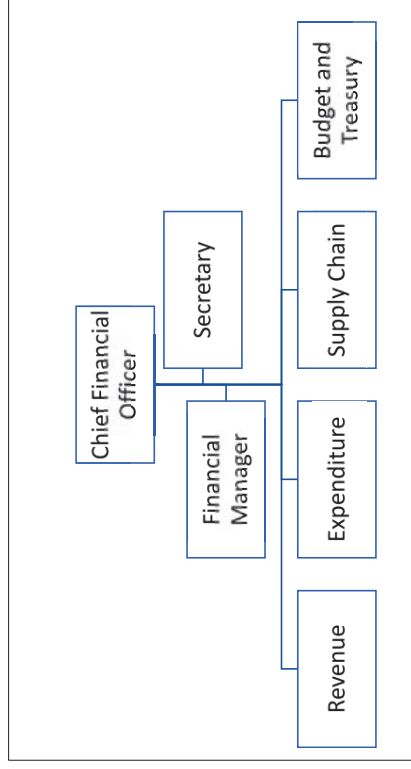 Chief Financial
Officer
Secretary
Financial
Manager
Revenue
Expenditure
Supply Chain
Budget and
Treasury